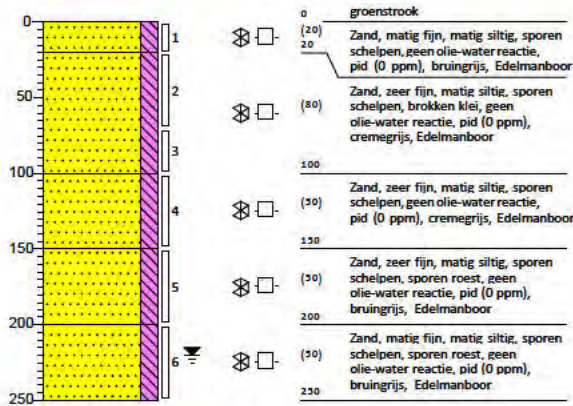 0
50
100
150
200
250
1
2
3
4
5
6
0 groenstrook
(20)
20
Zand, matig fijn, matig siltig, sporen
schelpen, geen olie-water reactie,
pid (0 ppm), bruingrijs, Edelmanboor
(80)
Zand, zeer fijn, matig siltig, sporen
schelpen, brokken klei, geen
olie-water reactie, pid (0 ppm),
cremegrijs, Edelmanboor
100
(50)
Zand, zeer fijn, matig siltig, sporen
schelpen, geen olie-water reactie,
pid (0 ppm), cremegrijs, Edelmanboor
150
(50)
Zand, zeer fijn, matig siltig, sporen
schelpen, sporen roest, geen
olie-water reactie, pid (0 ppm),
bruingrijs, Edelmanboor
200
(50)
Zand, matig fijn, matig siltig, sporen
schelpen, sporen roest, geen
olie-water reactie, pid (0 ppm),
bruingrijs, Edelmanboor
250